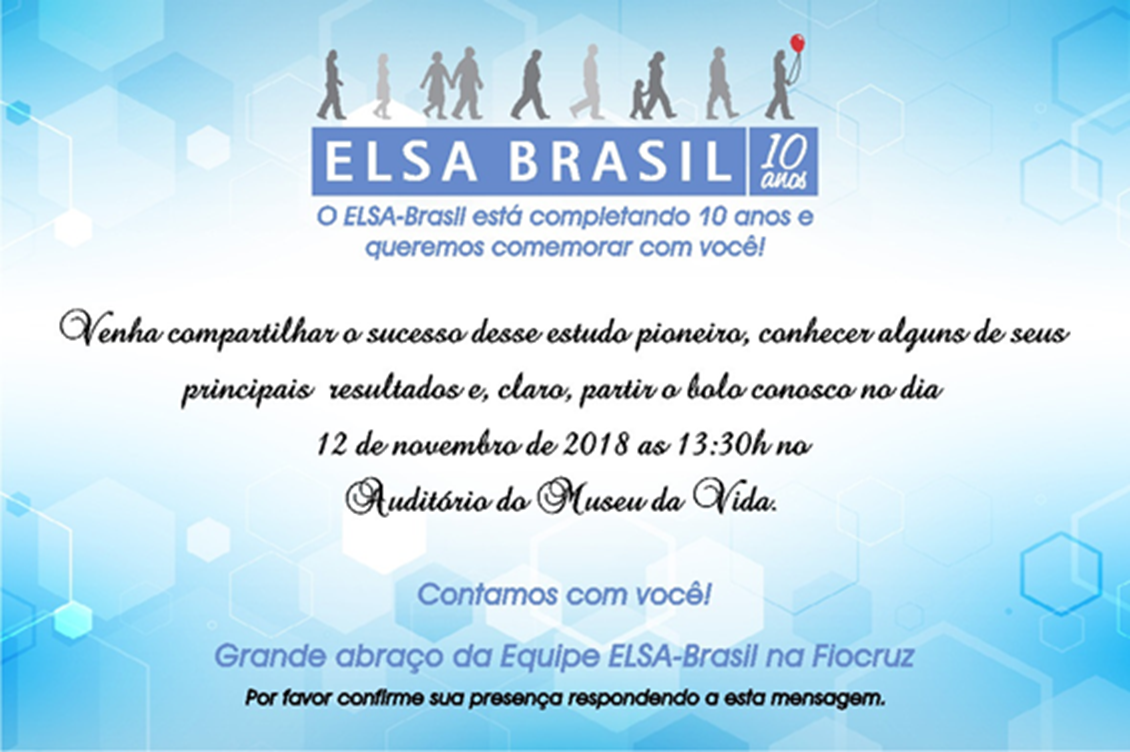 ELSA BRASIL 10 anos
O ELSA-Brasil está completando 10 anos e
queremos comemorar com você!
Venha compartilhar o sucesso desse estudo pioneiro, conhecer alguns de seus
principais resultados e, claro, partir o bolo conosco no dia
12 de novembro de 2018 as 13:30h no
Auditório do Museu da Vida.
Contamos com você!
Grande abraço da Equipe ELSA-Brasil na Fiocruz
Por favor confirme sua presença respondendo a esta mensagem.